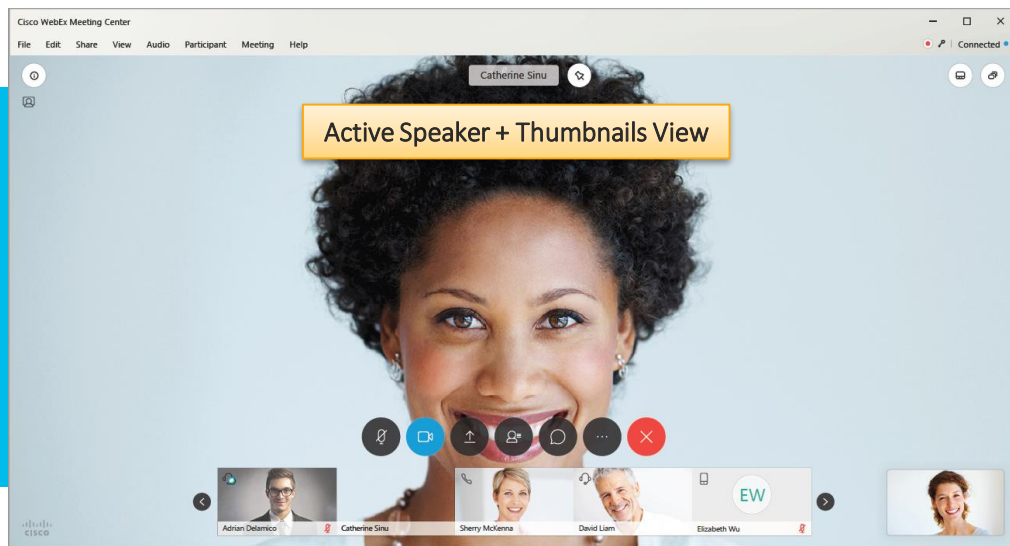 Cisco WebEx Meeting Center
File Edit Share View Audio Participant Meeting Help
Connected
Catherine Sinu
Active Speaker + Thumbnails View
EW
Adrian Delamico
Catherine Sinu
Sherry McKenna
David Liam
Elizabeth Wu
CISCO